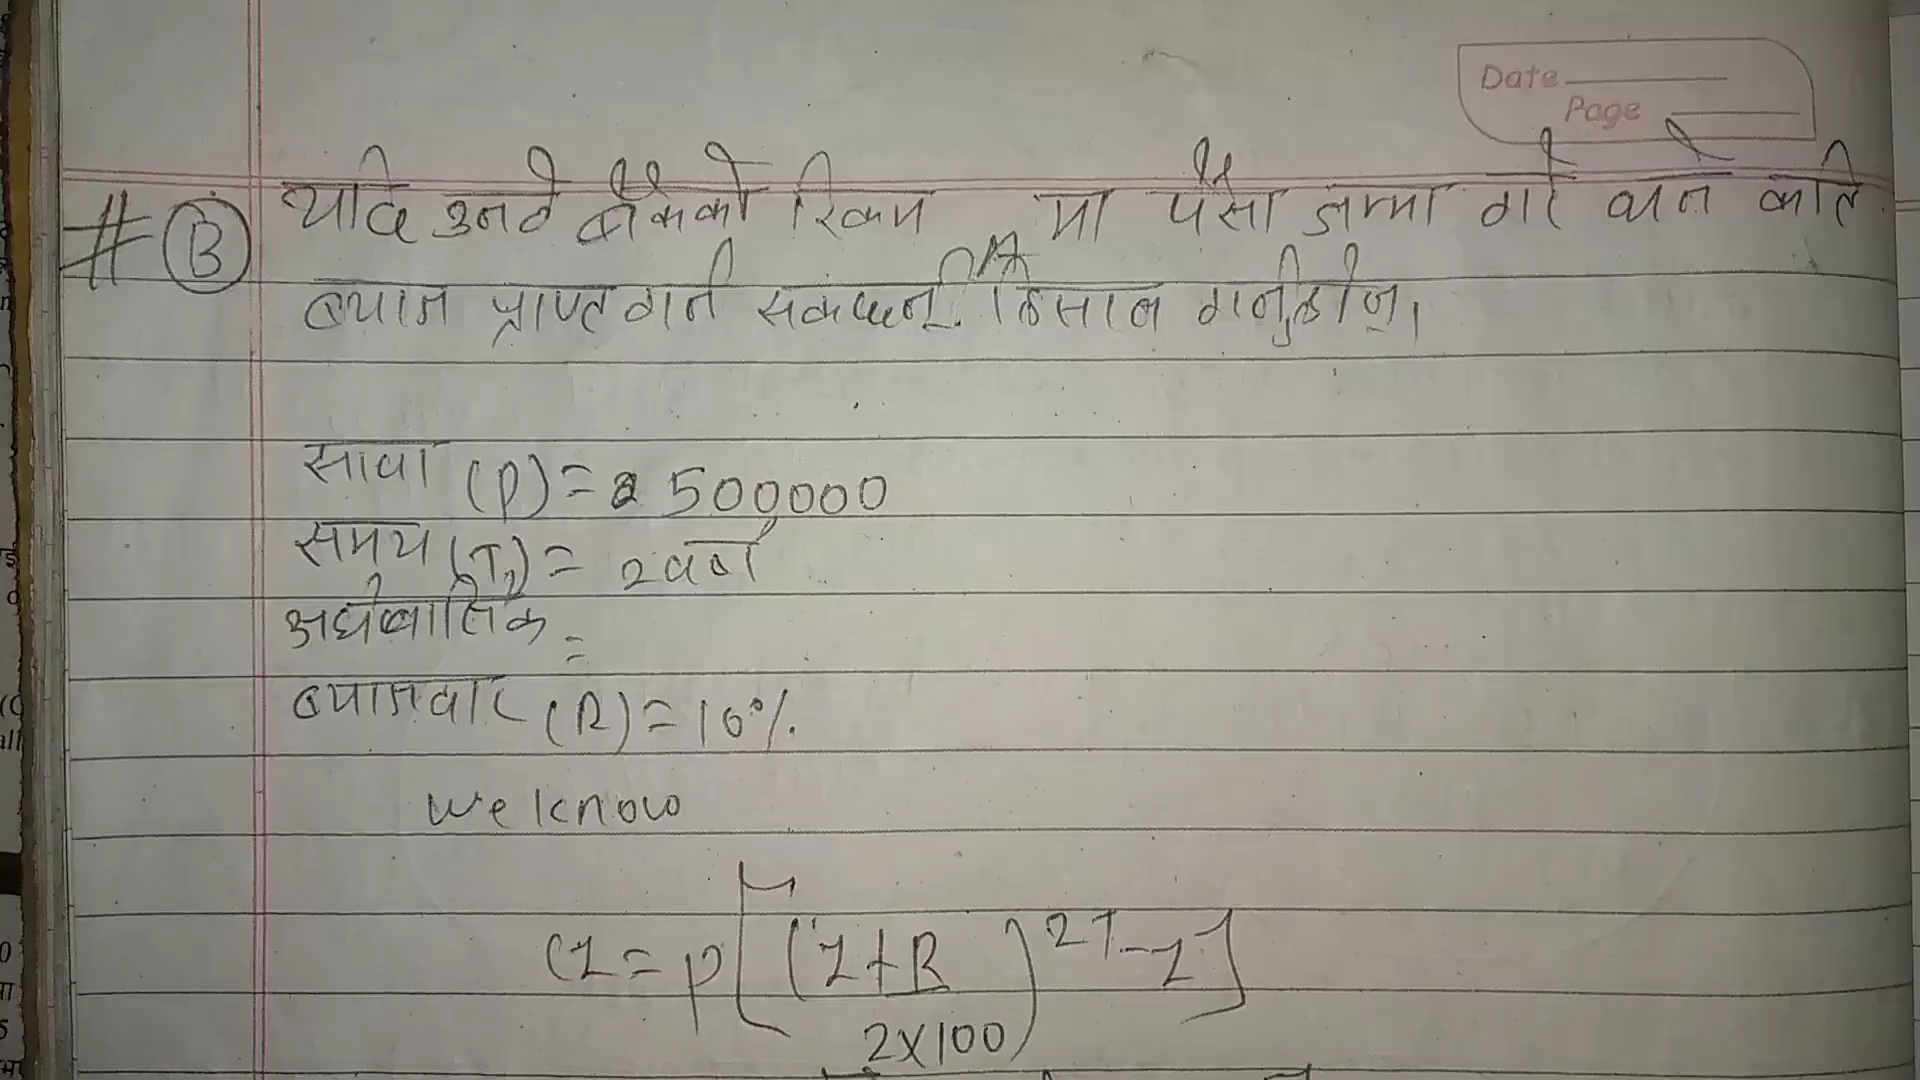 Date
Page
# B यदि उनले बैंकको स्किम मा पैसा जम्मा गरे भने कति
ब्याज प्राप्त गर्न सक्छन् हिसाब गर्नुहोस्।
सावा (P) = 500000
समय (T) = 2 वर्ष
अर्धवार्षिक =
ब्याजदर (R) = 10%
we know
CI = P[(1+R/2×100)^2T - 1]